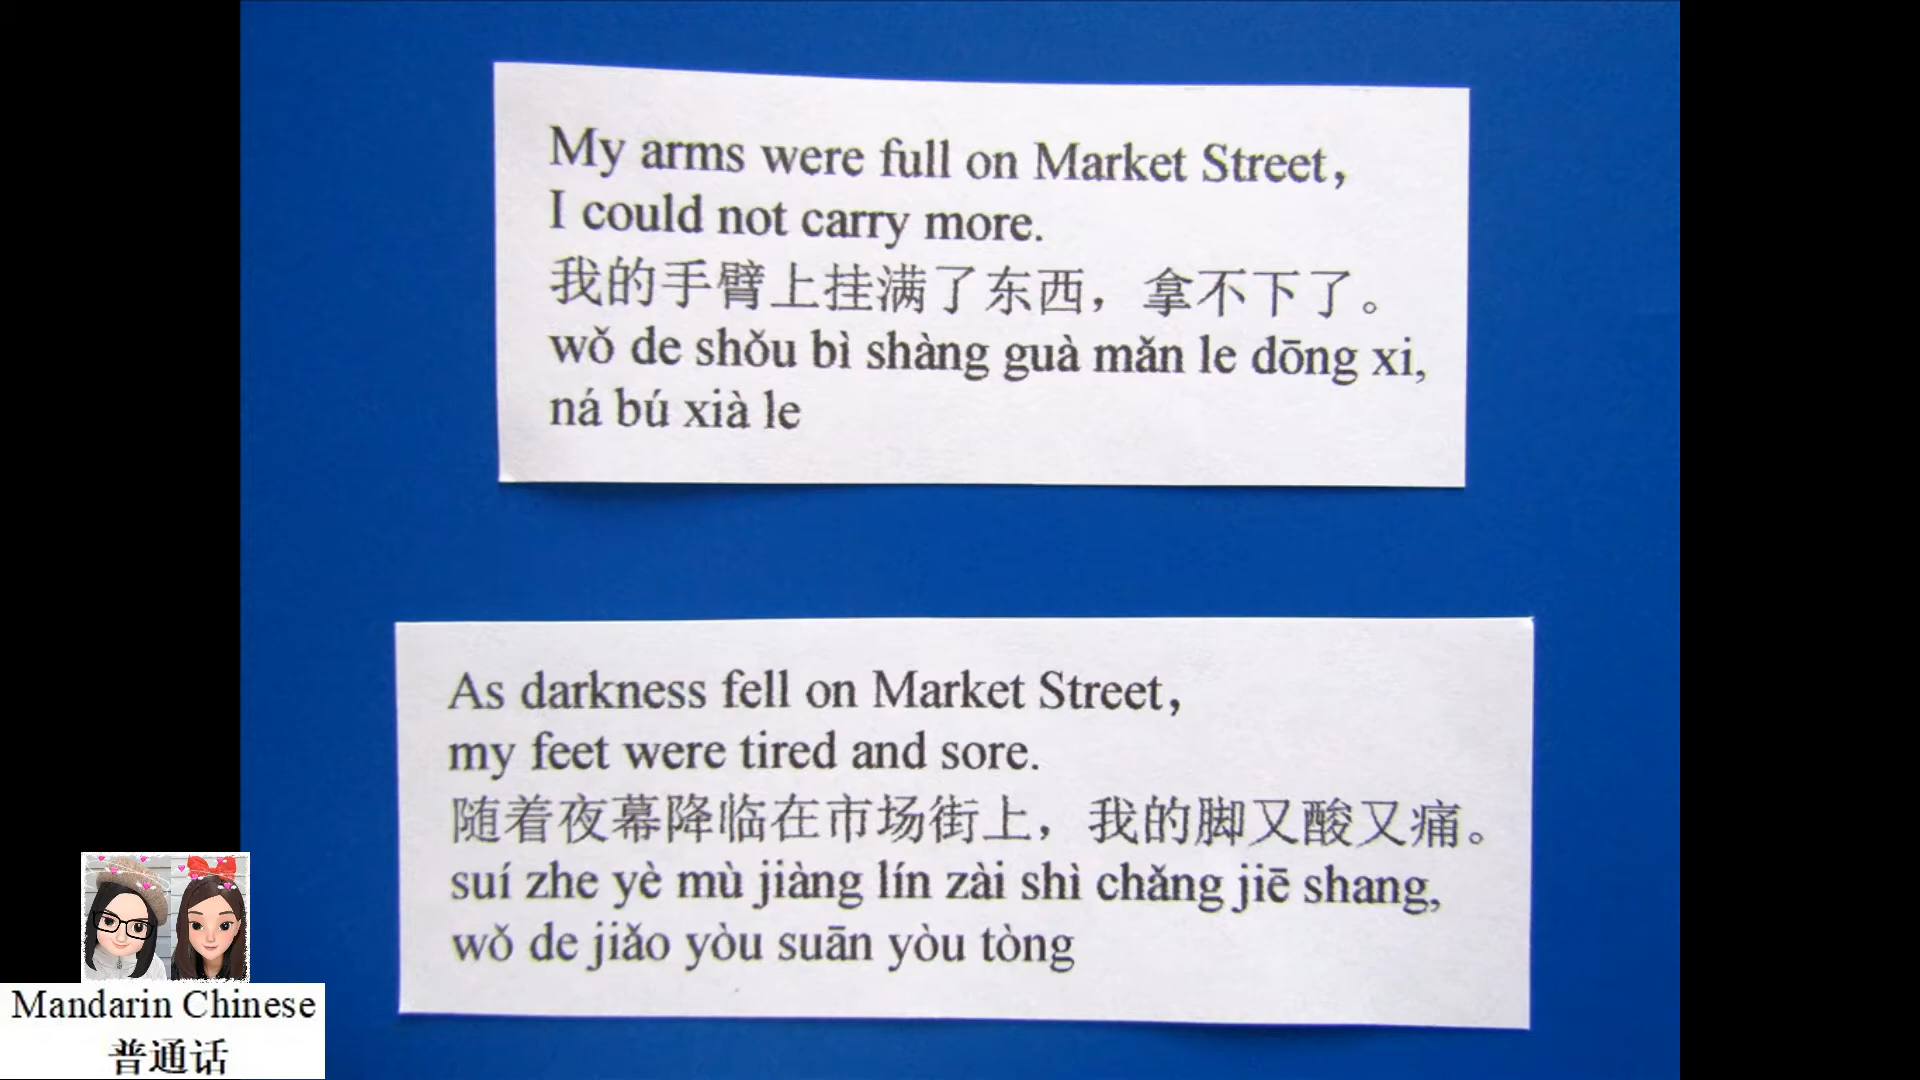 My arms were full on Market Street,
I could not carry more.
我的手臂上挂满了东西，拿不下了。
wǒ de shǒu bì shàng guà mǎn le dōng xi,
ná bú xià le
As darkness fell on Market Street,
my feet were tired and sore.
随着夜幕降临在市场街上，我的脚又酸又痛。
suí zhe yè mù jiàng lín zài shì chǎng jiē shang,
wǒ de jiǎo yòu suān yòu tòng
Mandarin Chinese
普通话